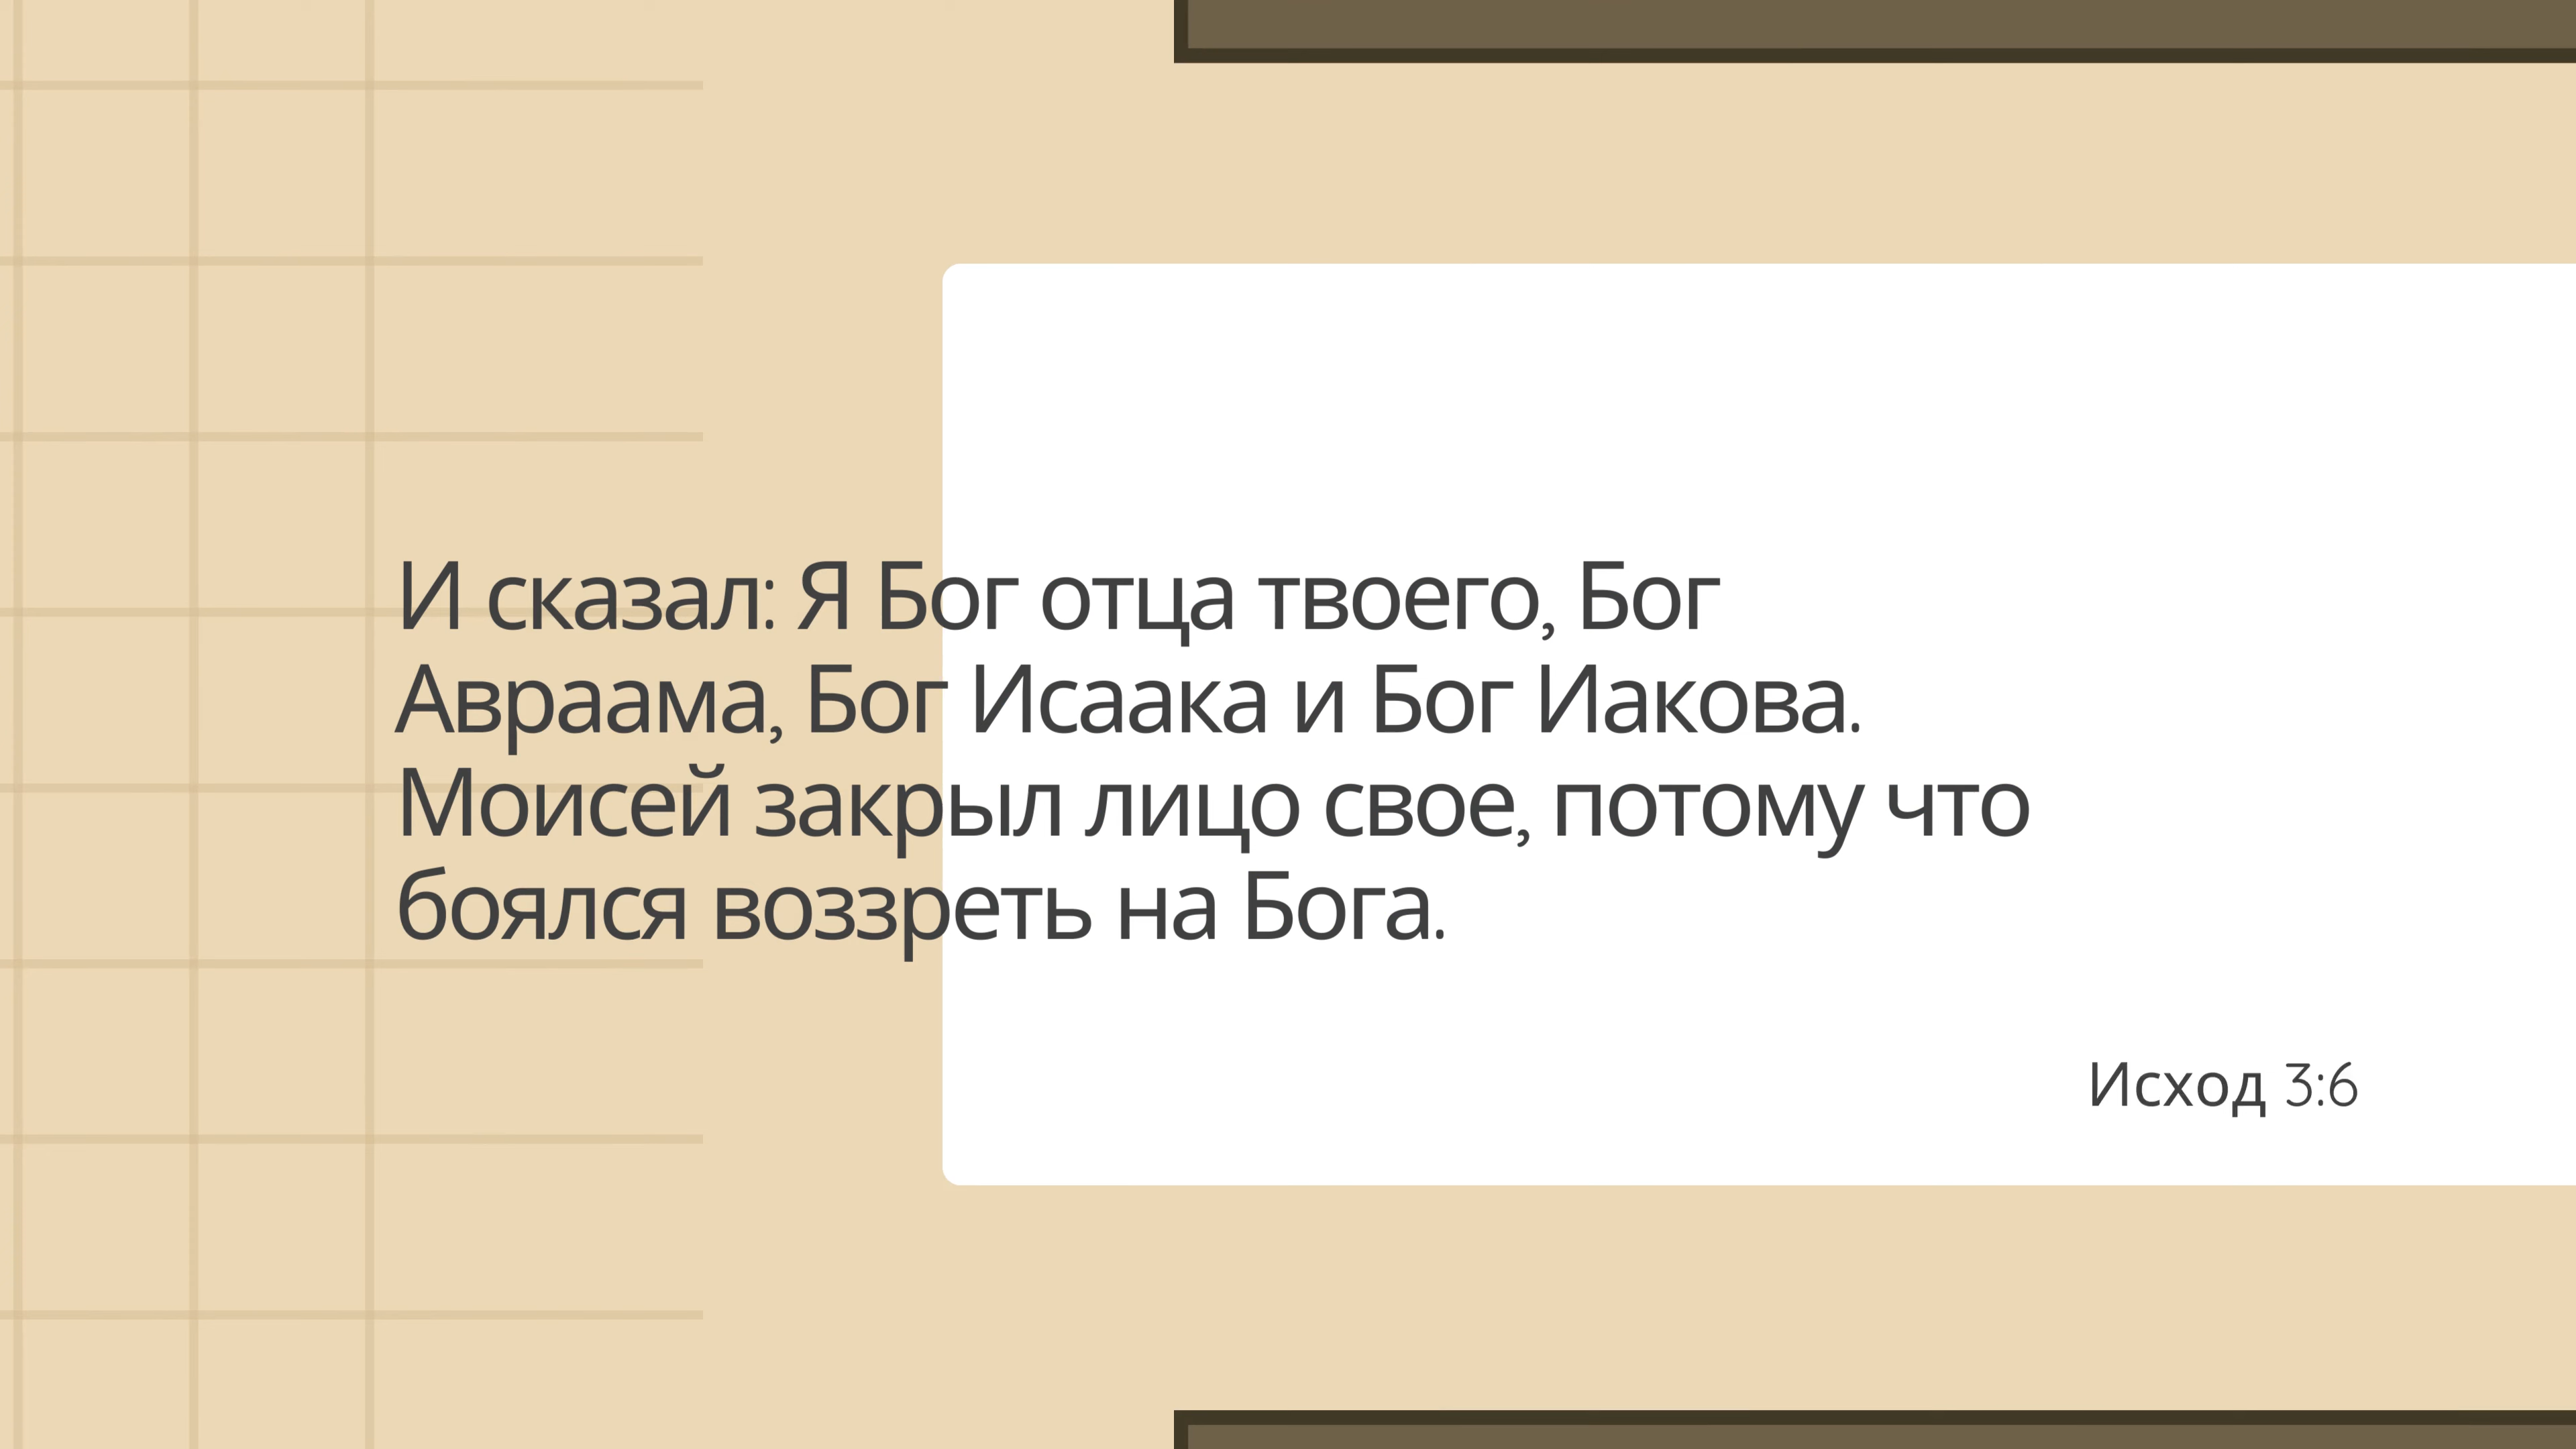 И сказал: Я Бог отца твоего, Бог
Авраама, Бог Исаака и Бог Иакова.
Моисей закрыл лицо свое, потому что
боялся воззреть на Бога.
Исход 3:6